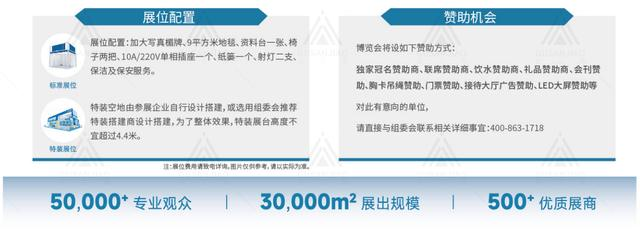 展位配置
展位配置：加大写真楣牌、9平方米地毯、资料台一张、椅
子两把、10A/220V单相插座一个、纸篓一个、射灯二支、
保洁及保安服务。
标准展位
特装空地由参展企业自行设计搭建，或选用组委会推荐
特装搭建商设计搭建，为了整体效果，特装展台高度不
宜超过4.4米。
特装展位
注：展位费用请致电详询。图片仅供参考，请以实际为准。
赞助机会
博览会将设如下赞助方式：
独家冠名赞助商、联席赞助商、饮水赞助商、礼品赞助商、会刊赞
助、胸卡吊绳赞助、门票赞助、接待大厅广告赞助、LED大屏赞助等
对此有意向的单位，
请直接与组委会联系相关详细事宜：400-863-1718
50,000+ 专业观众
30,000m² 展出规模
500+ 优质展商